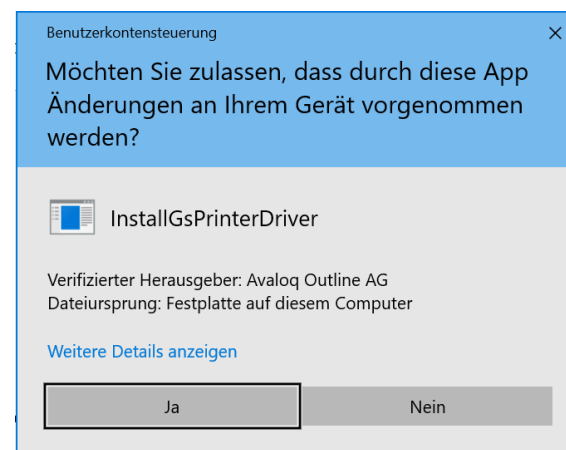 Benutzerkontensteuerung
Möchten Sie zulassen, dass durch diese App
Änderungen an Ihrem Gerät vorgenommen
werden?
InstallGsPrinterDriver
Verifizierter Herausgeber: Avaloq Outline AG
Dateiursprung: Festplatte auf diesem Computer
Weitere Details anzeigen
Ja Nein